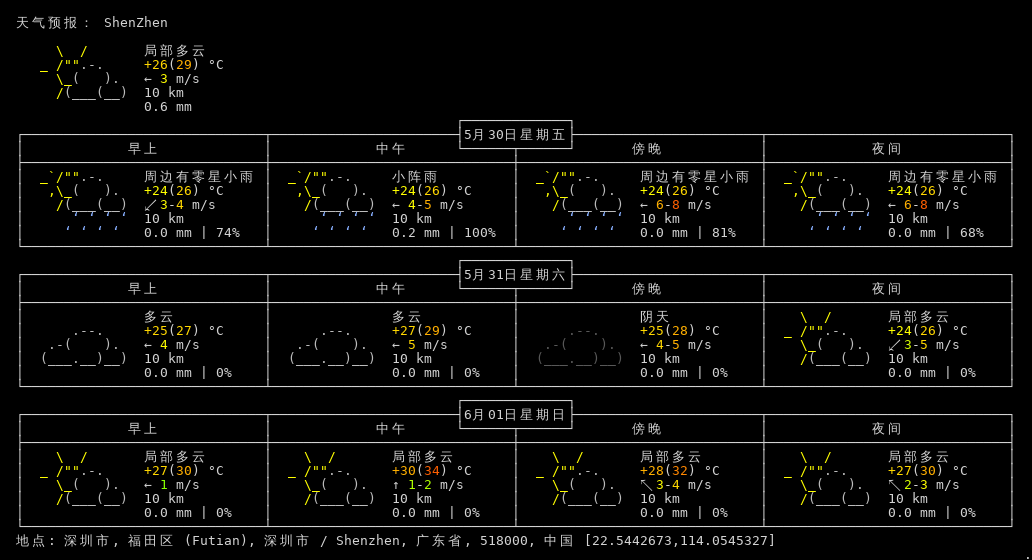 天气预报： ShenZhen
局部多云
+26(29) °C
← 3 m/s
10 km
0.6 mm
5月30日星期五
早上 中午 傍晚 夜间
周边有零星小雨 小阵雨 周边有零星小雨 周边有零星小雨
+24(26) °C +24(26) °C +24(26) °C +24(26) °C
↙ 3-4 m/s ← 4-5 m/s ← 6-8 m/s ← 6-8 m/s
10 km 10 km 10 km 10 km
0.0 mm | 74% 0.2 mm | 100% 0.0 mm | 81% 0.0 mm | 68%
5月31日星期六
早上 中午 傍晚 夜间
多云 多云 阴天 局部多云
+25(27) °C +27(29) °C +25(28) °C +24(26) °C
← 4 m/s ← 5 m/s ← 4-5 m/s ↙ 3-5 m/s
10 km 10 km 10 km 10 km
0.0 mm | 0% 0.0 mm | 0% 0.0 mm | 0% 0.0 mm | 0%
6月01日星期日
早上 中午 傍晚 夜间
局部多云 局部多云 局部多云 局部多云
+27(30) °C +30(34) °C +28(32) °C +27(30) °C
← 1 m/s ↑ 1-2 m/s ↖ 3-4 m/s ↖ 2-3 m/s
10 km 10 km 10 km 10 km
0.0 mm | 0% 0.0 mm | 0% 0.0 mm | 0% 0.0 mm | 0%
地点: 深圳市, 福田区 (Futian), 深圳市 / Shenzhen, 广东省, 518000, 中国 [22.5442673,114.0545327]